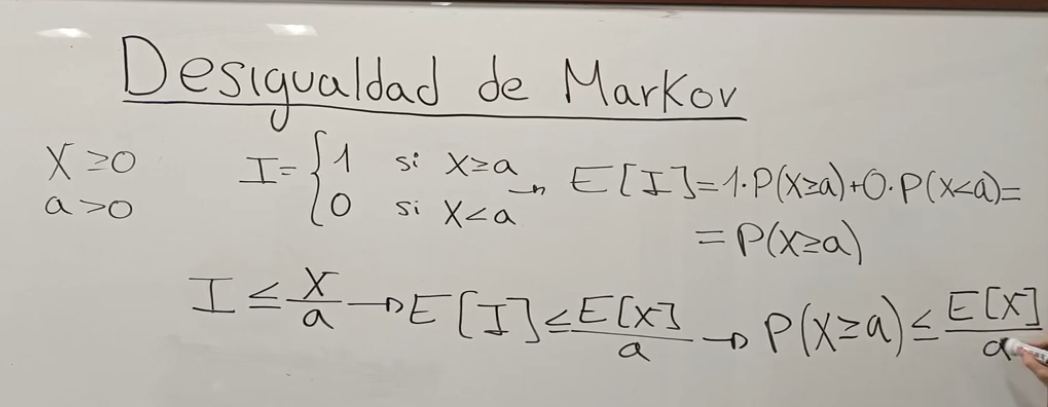 Desigualdad de Markov
X ≥ 0
a > 0
I = { 1 si X ≥ a
0 si X < a
→ E[I] = 1·P(X ≥ a) + 0·P(X < a) =
= P(X ≥ a)
I ≤ X/a → E[I] ≤ E[X]/a → P(X ≥ a) ≤ E[X]/a